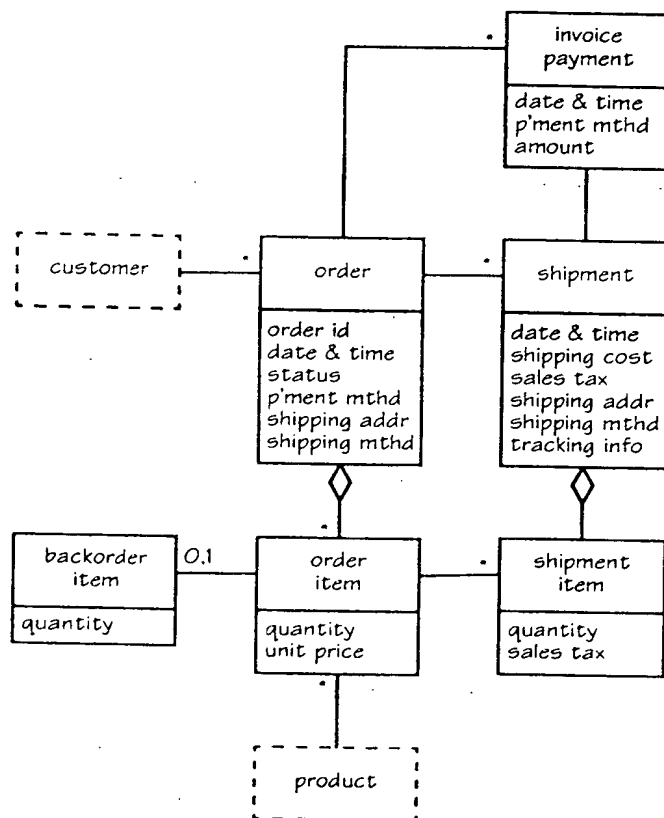 *
invoice
payment
date & time
p'ment mthd
amount
customer
*
order
*
shipment
order id
date & time
status
p'ment mthd
shipping addr
shipping mthd
date & time
shipping cost
sales tax
shipping addr
shipping mthd
tracking info
*
backorder
item
0,1
order
item
*
shipment
item
quantity
quantity
unit price
quantity
sales tax
*
product